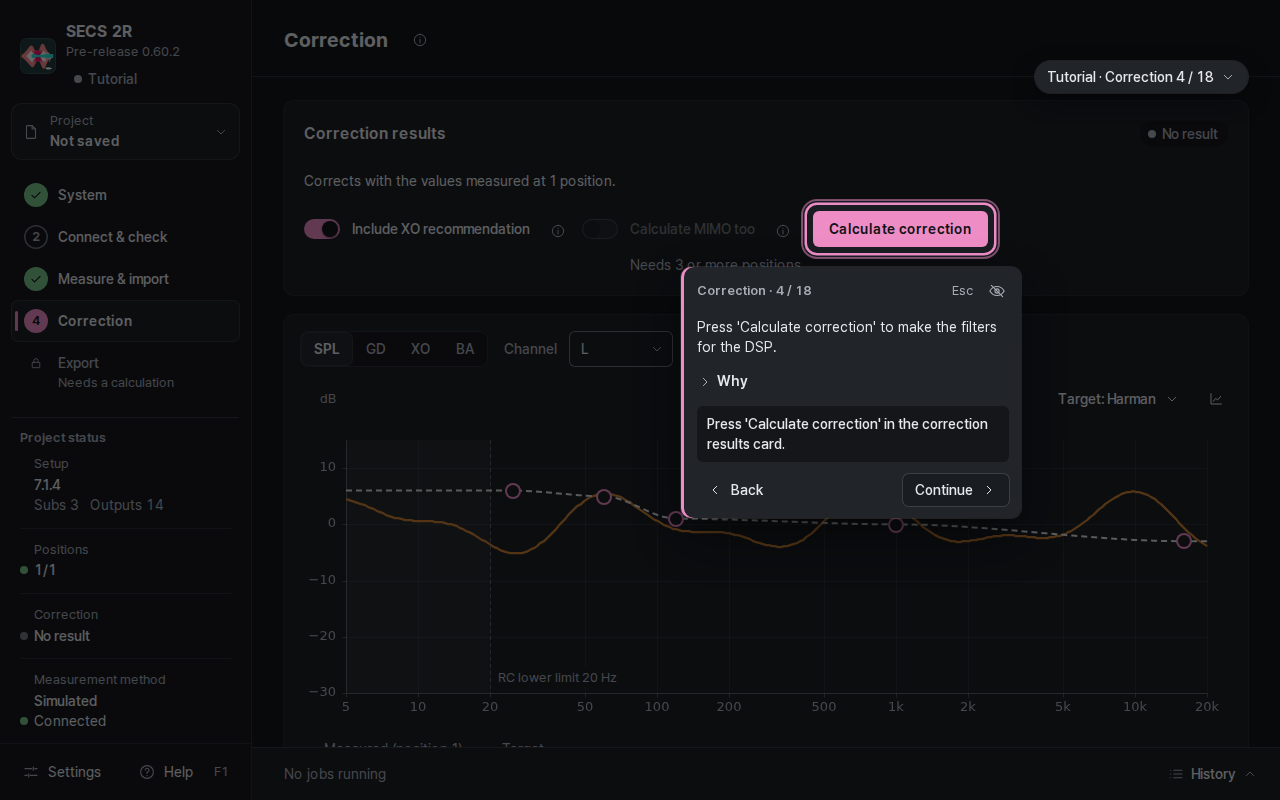 SECS 2R
Pre-release 0.60.2
Tutorial
Project
Not saved
System
2 Connect & check
Measure & import
4 Correction
Export
Needs a calculation
Project status
Setup
7.1.4
Subs 3 Outputs 14
Positions
1/1
Correction
No result
Measurement method
Simulated
Connected
Settings
Help F1
Correction
Tutorial · Correction 4 / 18
Correction results
No result
Corrects with the values measured at 1 position.
Include XO recommendation
Calculate MIMO too
Calculate correction
Needs 3 or more positions
Correction · 4 / 18
Esc
Press 'Calculate correction' to make the filters
for the DSP.
Why
Press 'Calculate correction' in the correction
results card.
Back
Continue
SPL GD XO BA Channel L
dB
Target: Harman
10
0
−10
−20
−30
RC lower limit 20 Hz
5 10 20 50 100 200 500 1k 2k 5k 10k 20k
Measured (position 1) Target
No jobs running
History